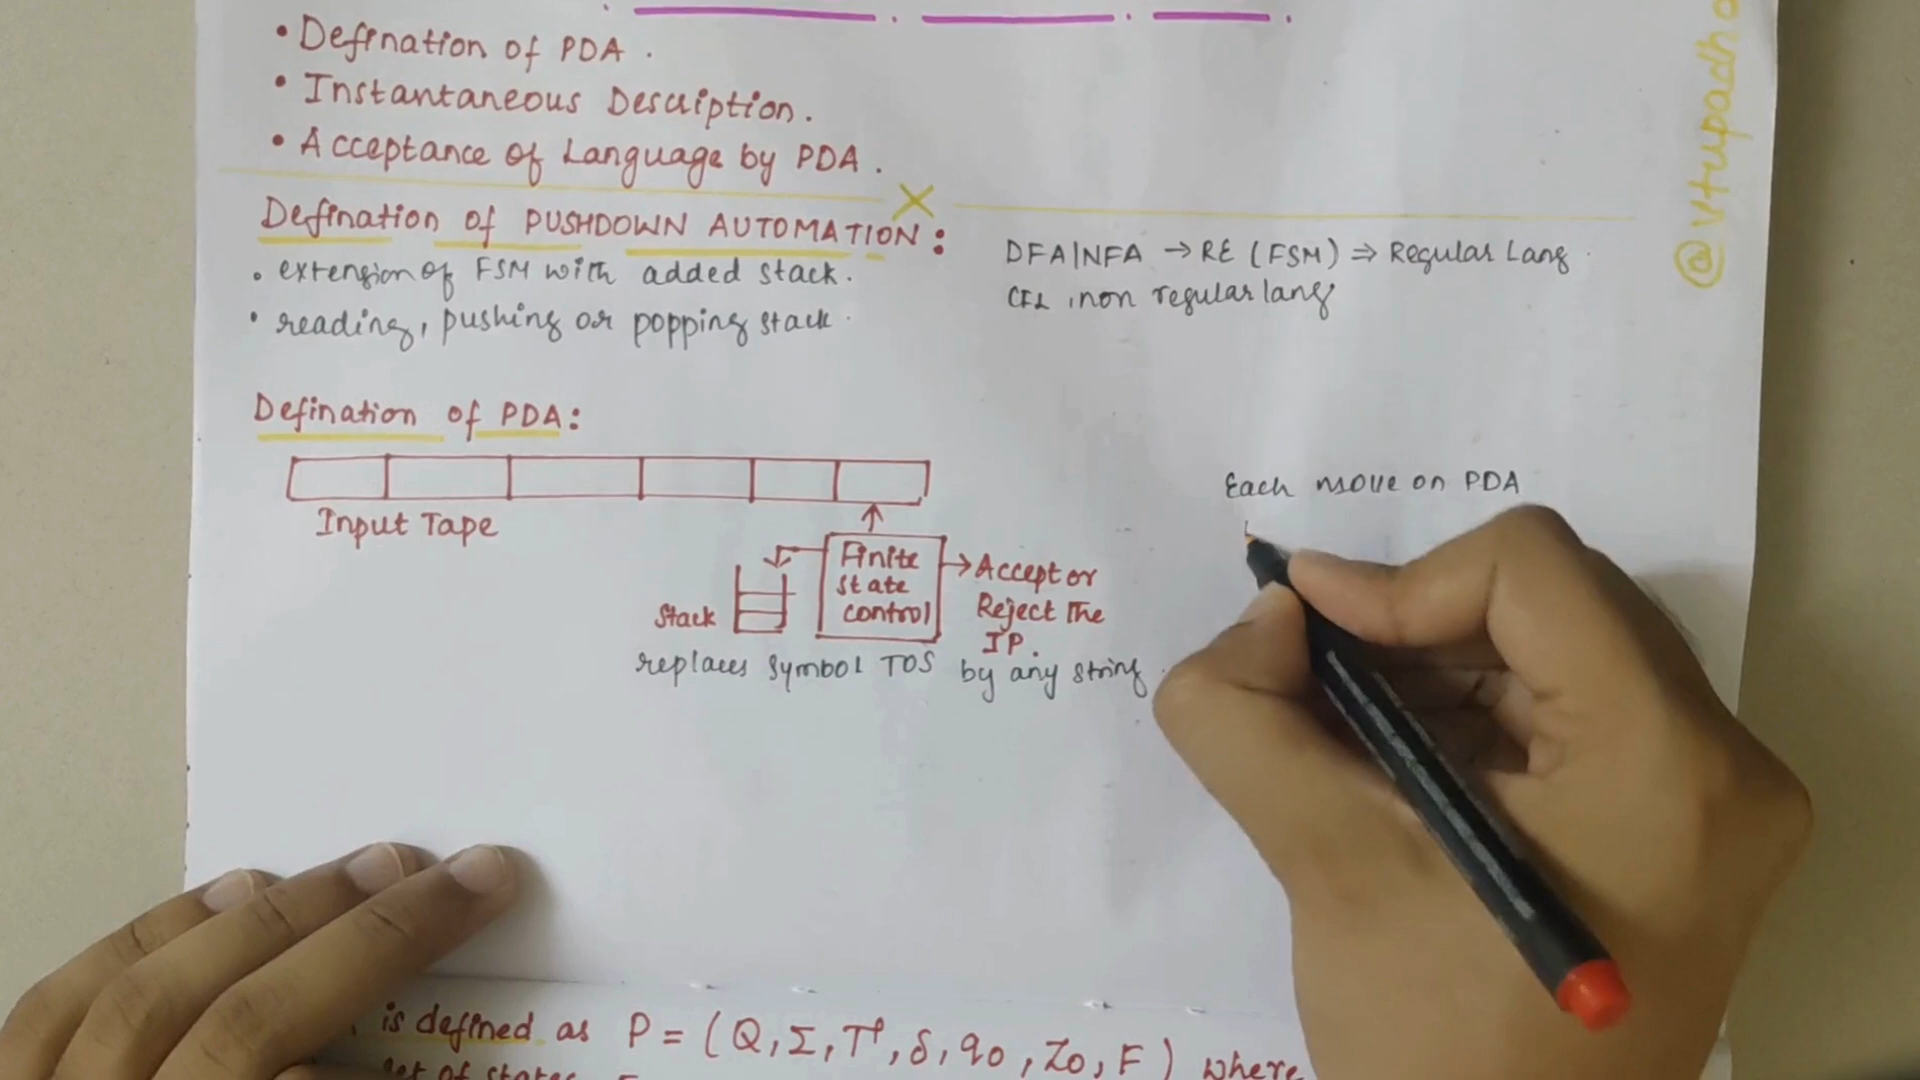 • Defination of PDA.
• Instantaneous Description.
• Acceptance of Language by PDA.
Defination of PUSHDOWN AUTOMATION:
• extension of FSM with added stack.
• reading, pushing or popping stack.
DFA|NFA → RE (FSM) ⇒ Regular Lang.
CFL, non regular lang
Defination of PDA:
Input Tape
Each move on PDA
Finite
state
control
Stack
Accept or
Reject The
IP.
replaces symbol TOS by any string.
is defined as P = (Q, Σ, Γ, δ, q0, Z0, F) where
set of states